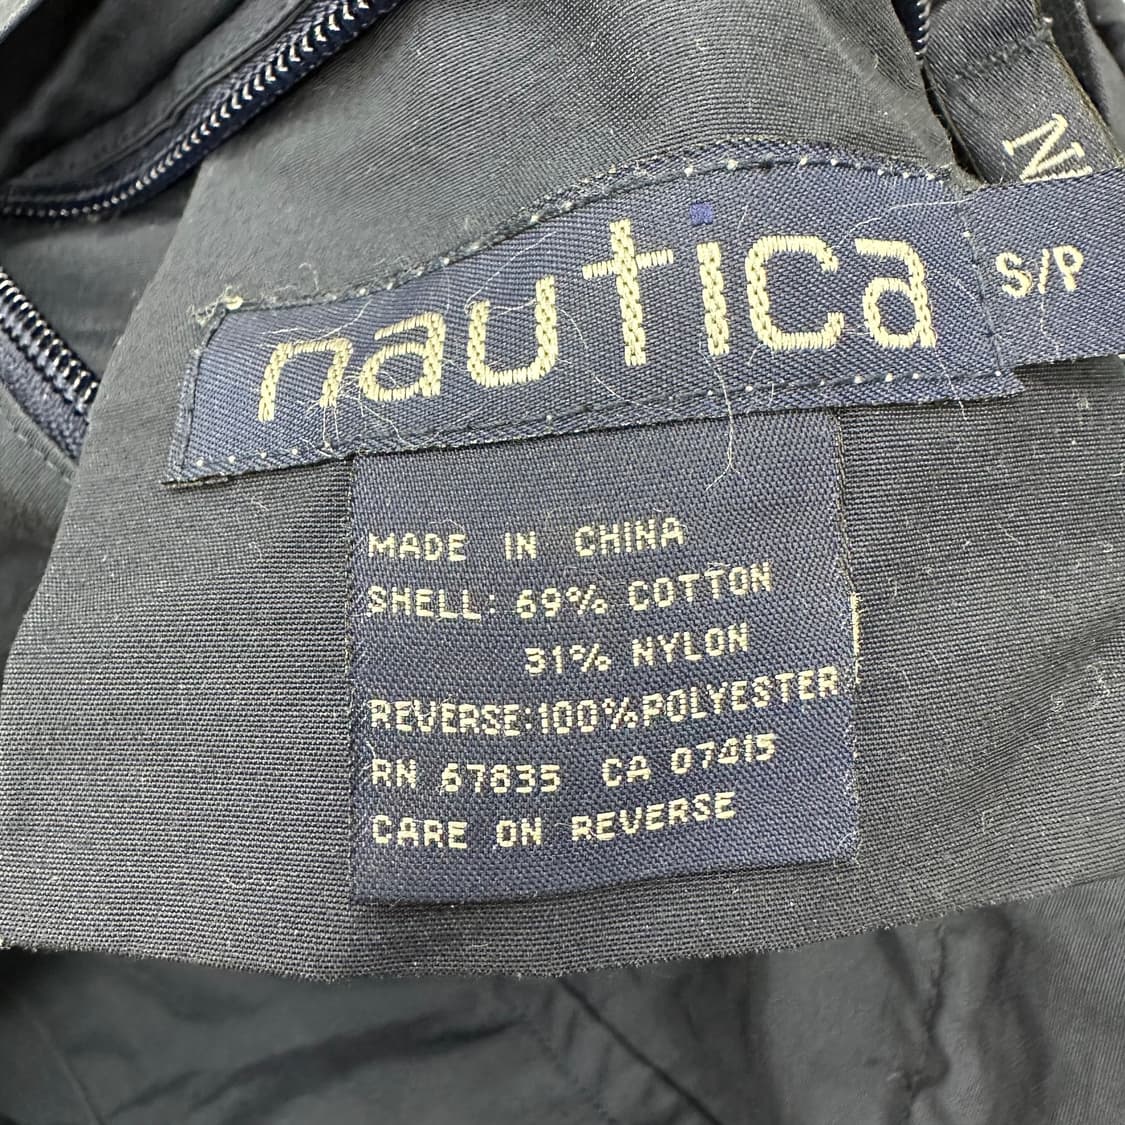 nautica
S/P
N
MADE IN CHINA
SHELL: 69% COTTON
31% NYLON
REVERSE:100%POLYESTER
RN 67835 CA 07415
CARE ON REVERSE